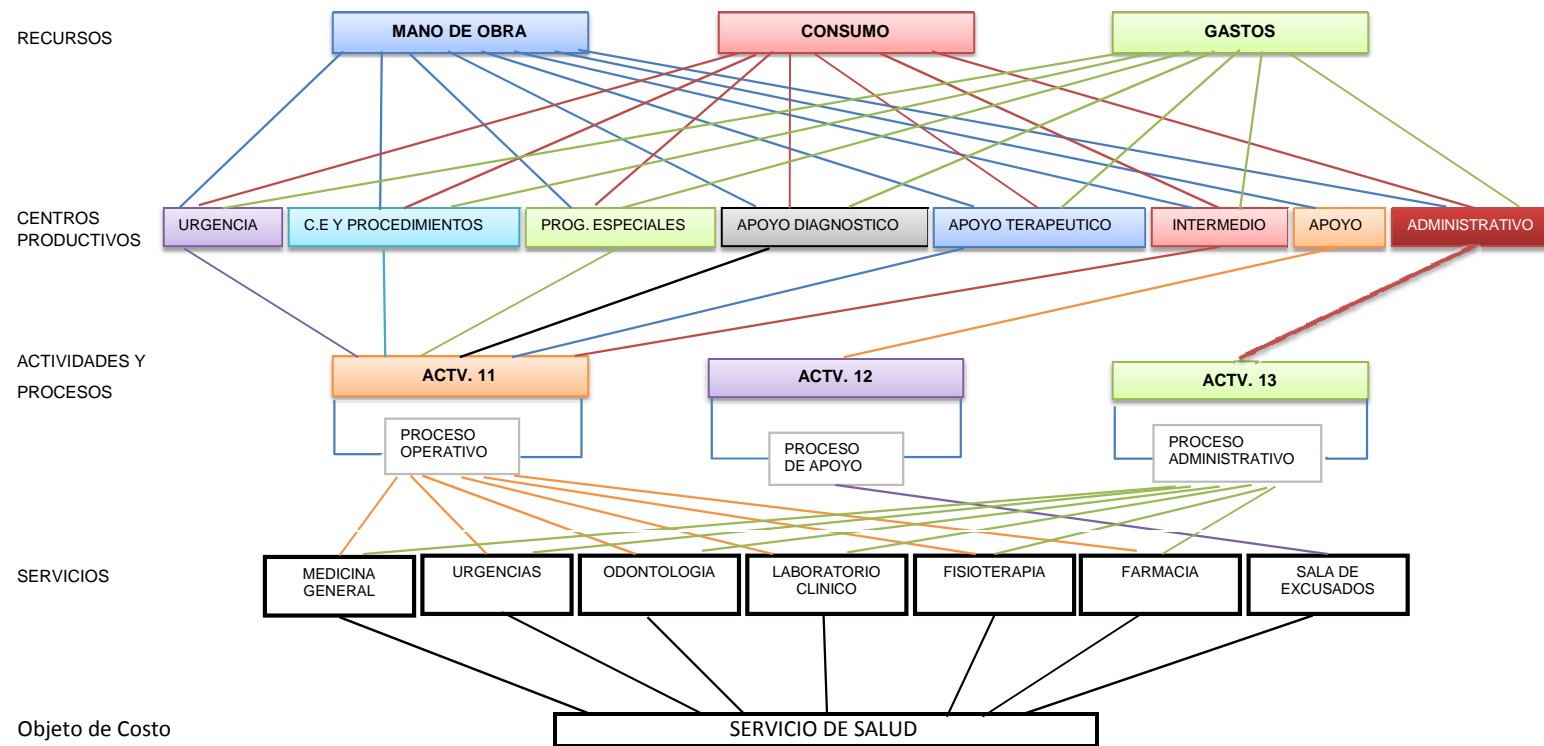 RECURSOS
MANO DE OBRA
CONSUMO
GASTOS
CENTROS
PRODUCTIVOS
URGENCIA
C.E Y PROCEDIMIENTOS
PROG. ESPECIALES
APOYO DIAGNOSTICO
APOYO TERAPEUTICO
INTERMEDIO
APOYO
ADMINISTRATIVO
ACTIVIDADES Y
PROCESOS
ACTV. 11
ACTV. 12
ACTV. 13
PROCESO
OPERATIVO
PROCESO
DE APOYO
PROCESO
ADMINISTRATIVO
SERVICIOS
MEDICINA
GENERAL
URGENCIAS
ODONTOLOGIA
LABORATORIO
CLINICO
FISIOTERAPIA
FARMACIA
SALA DE
EXCUSADOS
Objeto de Costo
SERVICIO DE SALUD